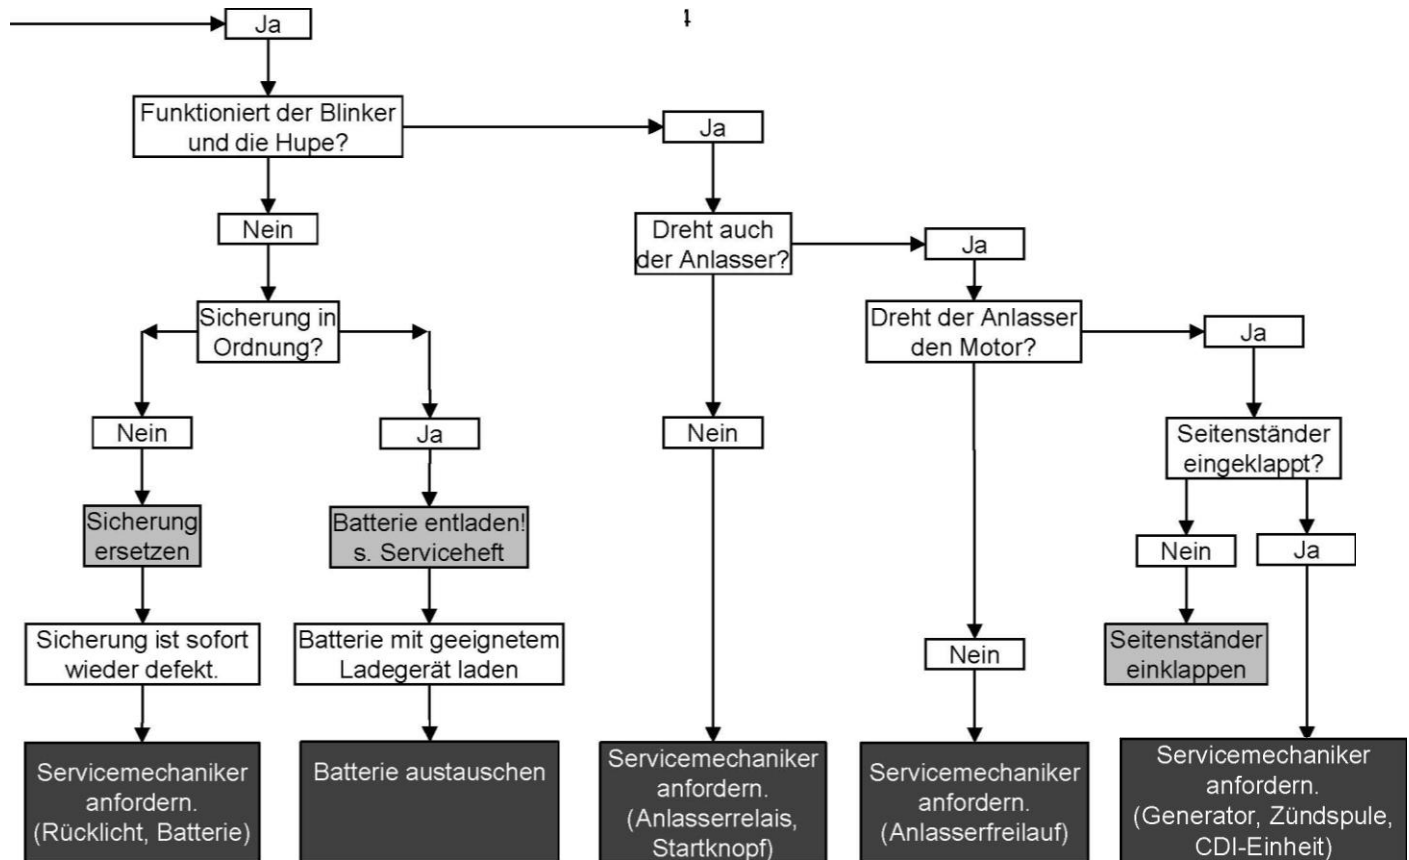 Ja
Funktioniert der Blinker
und die Hupe?
Ja
Nein
Dreht auch
der Anlasser?
Ja
Sicherung in
Ordnung?
Dreht der Anlasser
den Motor?
Ja
Nein
Ja
Nein
Seitenständer
eingeklappt?
Sicherung
ersetzen
Batterie entladen!
s. Serviceheft
Nein
Ja
Sicherung ist sofort
wieder defekt.
Batterie mit geeignetem
Ladegerät laden
Nein
Seitenständer
einklappen
Servicemechaniker
anfordern.
(Rücklicht, Batterie)
Batterie austauschen
Servicemechaniker
anfordern.
(Anlasserrelais,
Startknopf)
Servicemechaniker
anfordern.
(Anlasserfreilauf)
Servicemechaniker
anfordern.
(Generator, Zündspule,
CDI-Einheit)